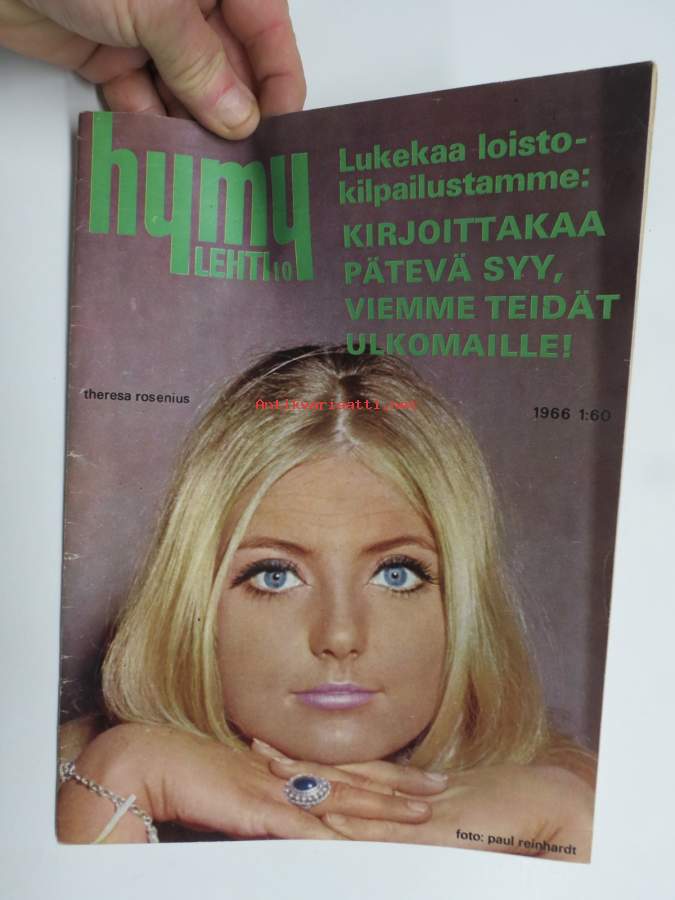 hymy
LEHTI 10
Lukekaa loisto-
kilpailustamme:
KIRJOITTAKAA
PÄTEVÄ SYY,
VIEMME TEIDÄT
ULKOMAILLE!
theresa rosenius
Antikvariaatti.net
1966 1:60
foto: paul reinhardt